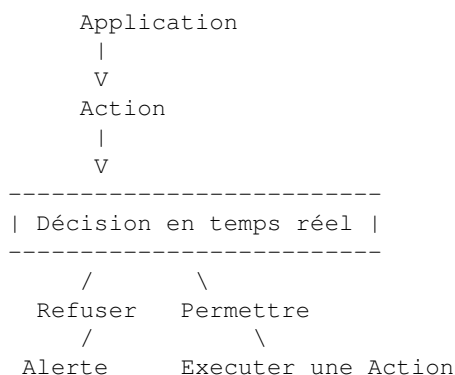 Application
|
V
Action
|
V
--------------------------
| Décision en temps réel |
--------------------------
/ \
Refuser Permettre
/ \
Alerte Executer une Action